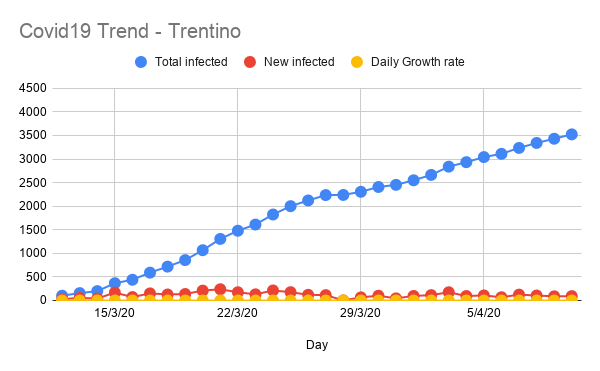 Covid19 Trend - Trentino
Total infected New infected Daily Growth rate
4500
4000
3500
3000
2500
2000
1500
1000
500
0
15/3/20 22/3/20 29/3/20 5/4/20
Day